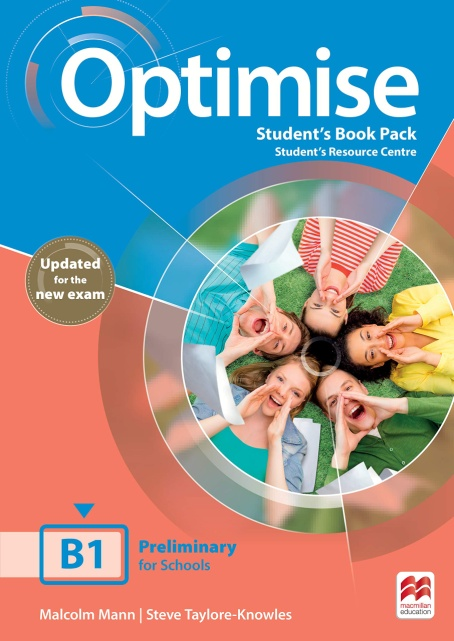 Optimise
Student's Book Pack
Student's Resource Centre
Updated
for the
new exam
B1
Preliminary
for Schools
Malcolm Mann | Steve Taylore-Knowles
macmillan
education